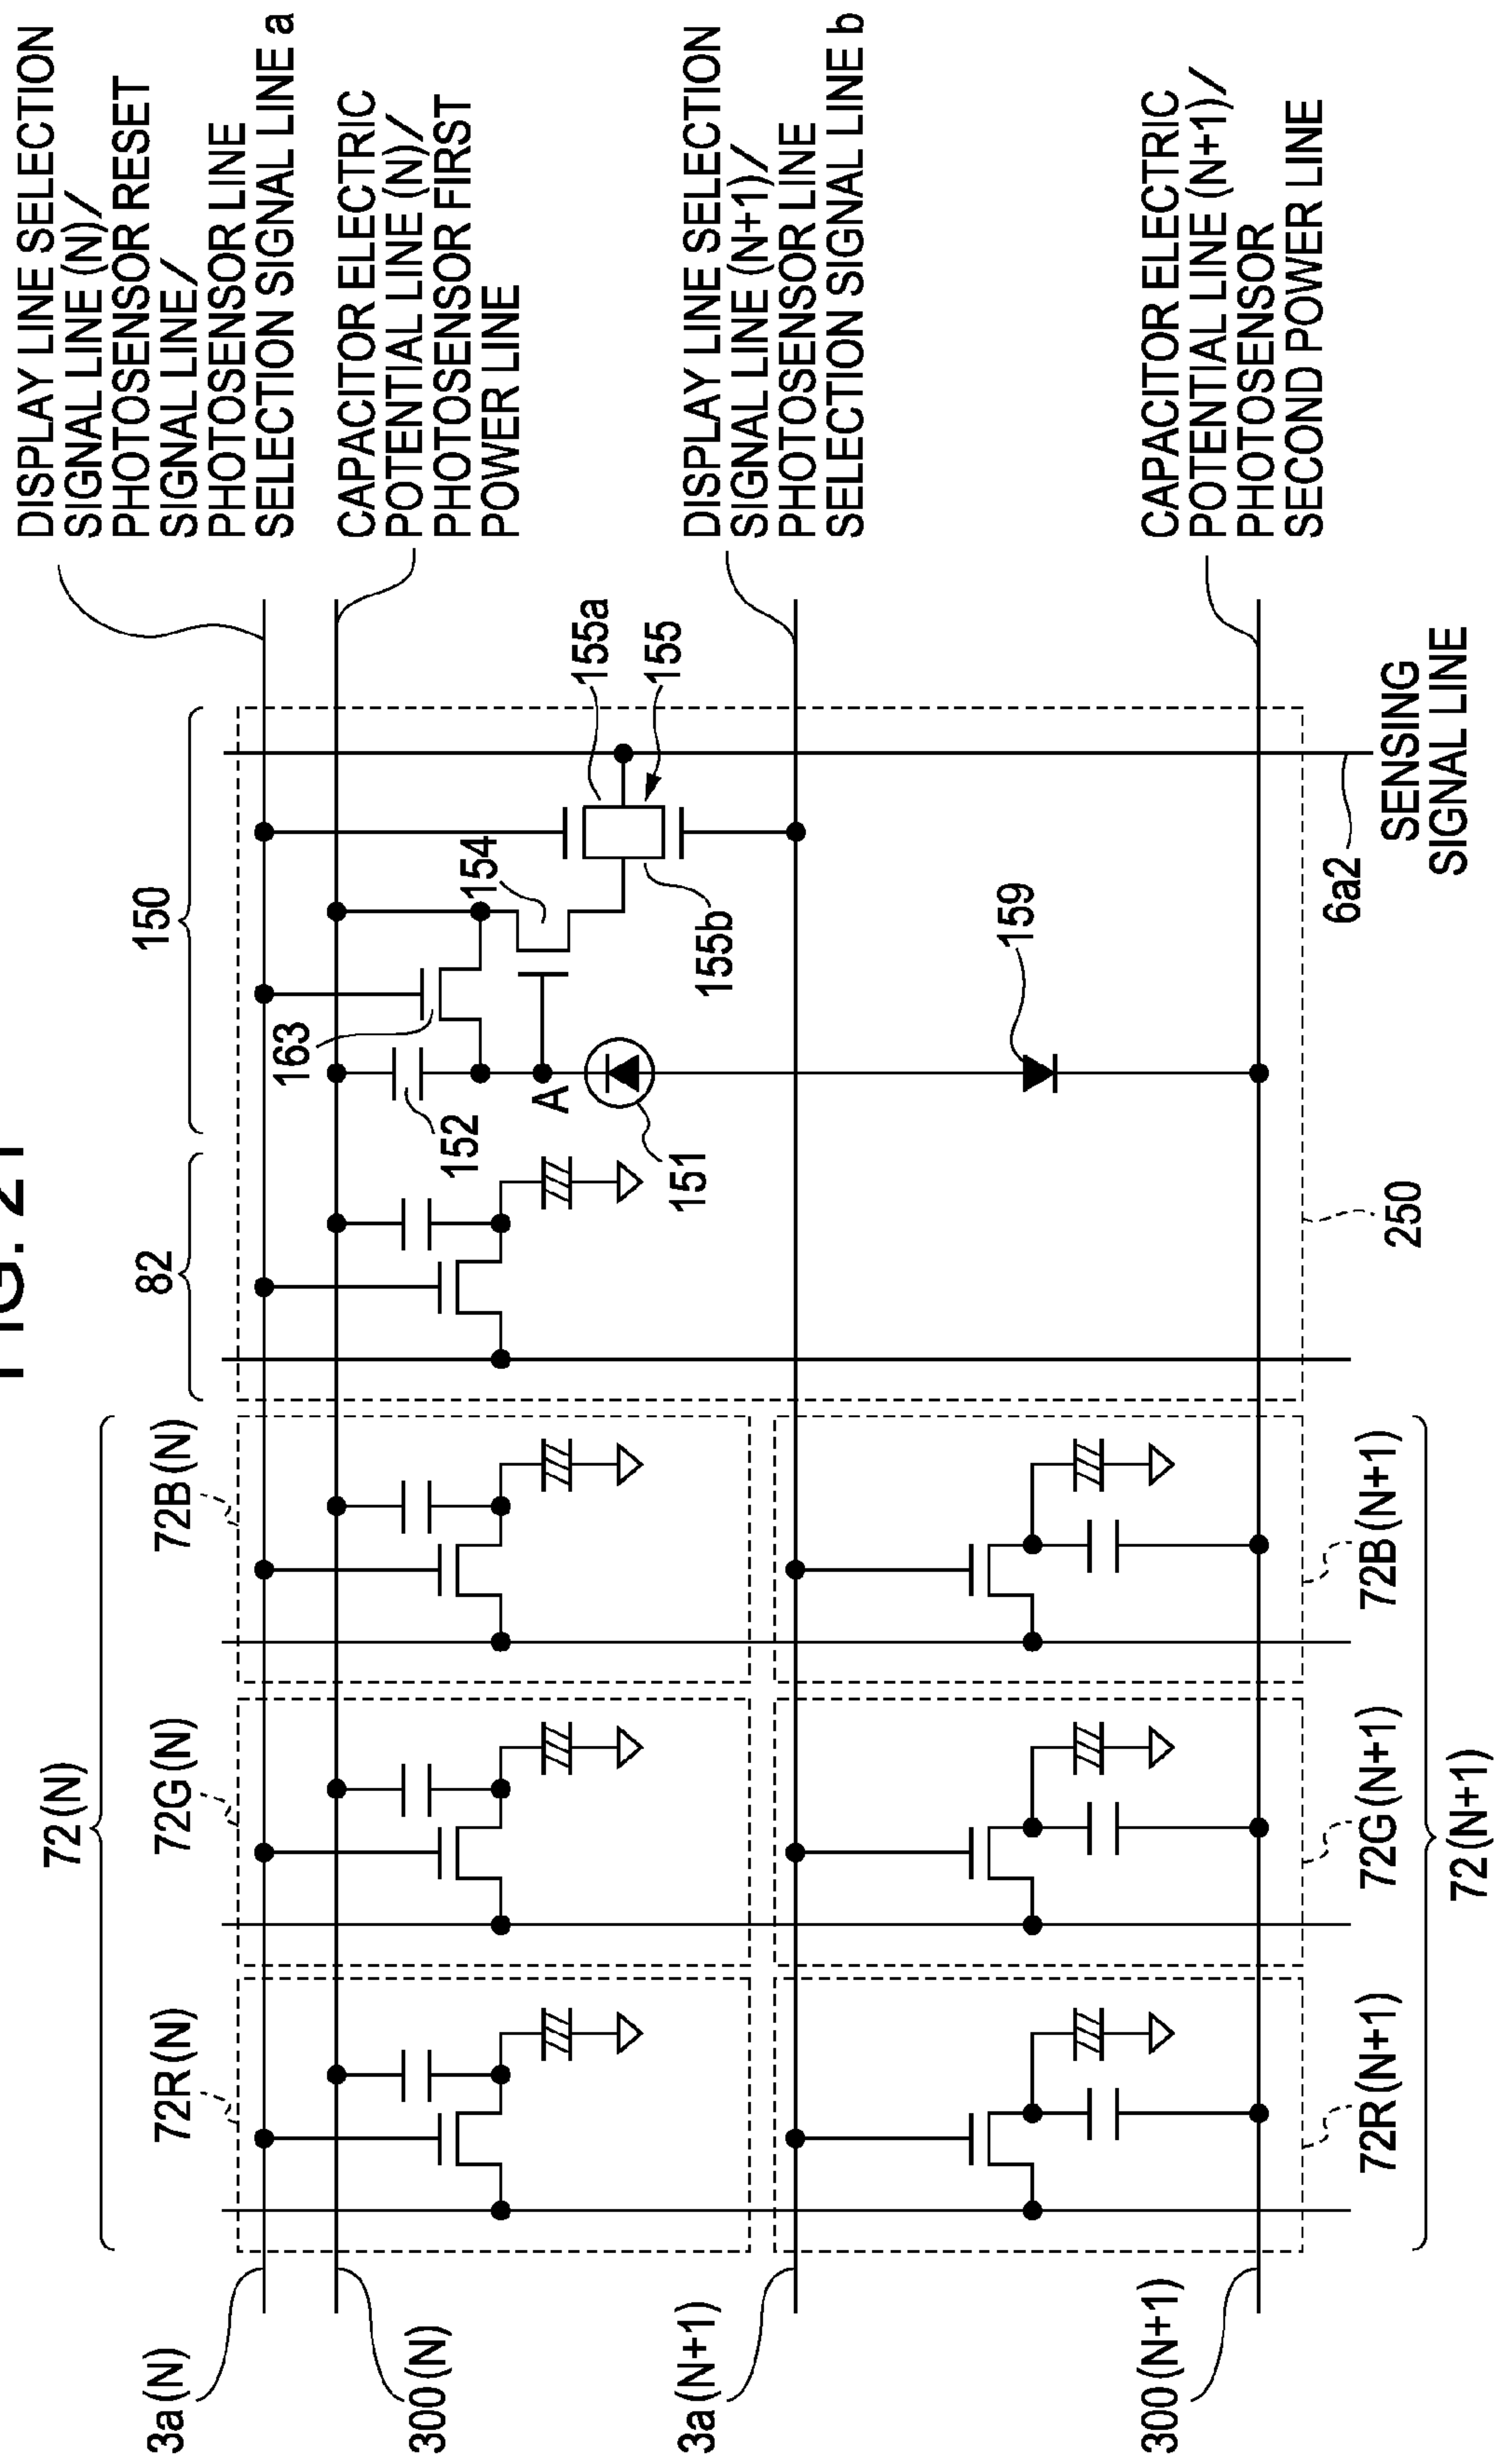 FIG. 21
DISPLAY LINE SELECTION
SIGNAL LINE (N)/
PHOTOSENSOR RESET
SIGNAL LINE/
PHOTOSENSOR LINE
SELECTION SIGNAL LINE a
CAPACITOR ELECTRIC
POTENTIAL LINE (N)/
PHOTOSENSOR FIRST
POWER LINE
DISPLAY LINE SELECTION
SIGNAL LINE (N+1)/
PHOTOSENSOR LINE
SELECTION SIGNAL LINE b
CAPACITOR ELECTRIC
POTENTIAL LINE (N+1)/
PHOTOSENSOR
SECOND POWER LINE
72 (N)
72R (N)
72G (N)
72B (N)
82
150
3a (N)
300 (N)
3a (N+1)
300 (N+1)
163
152
A
151
154
155a
155
155b
159
6a2
SENSING
SIGNAL LINE
250
72R (N+1)
72G (N+1)
72B (N+1)
72 (N+1)